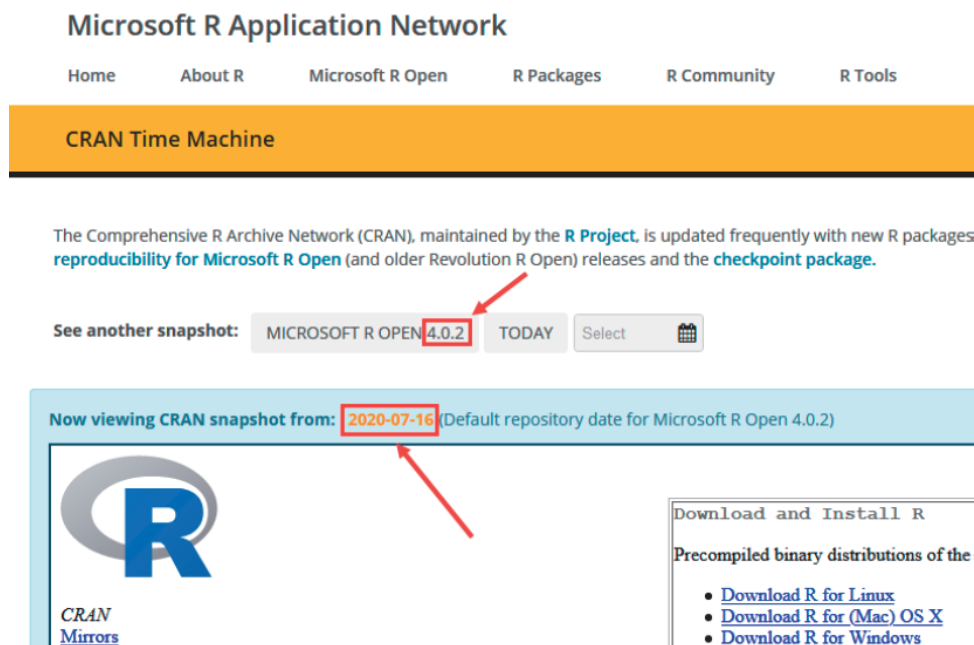 Microsoft R Application Network
Home About R Microsoft R Open R Packages R Community R Tools
CRAN Time Machine
The Comprehensive R Archive Network (CRAN), maintained by the R Project, is updated frequently with new R packages
reproducibility for Microsoft R Open (and older Revolution R Open) releases and the checkpoint package.
See another snapshot: MICROSOFT R OPEN 4.0.2 TODAY Select
Now viewing CRAN snapshot from: 2020-07-16 (Default repository date for Microsoft R Open 4.0.2)
R
CRAN
Mirrors
Download and Install R
Precompiled binary distributions of the
• Download R for Linux
• Download R for (Mac) OS X
• Download R for Windows